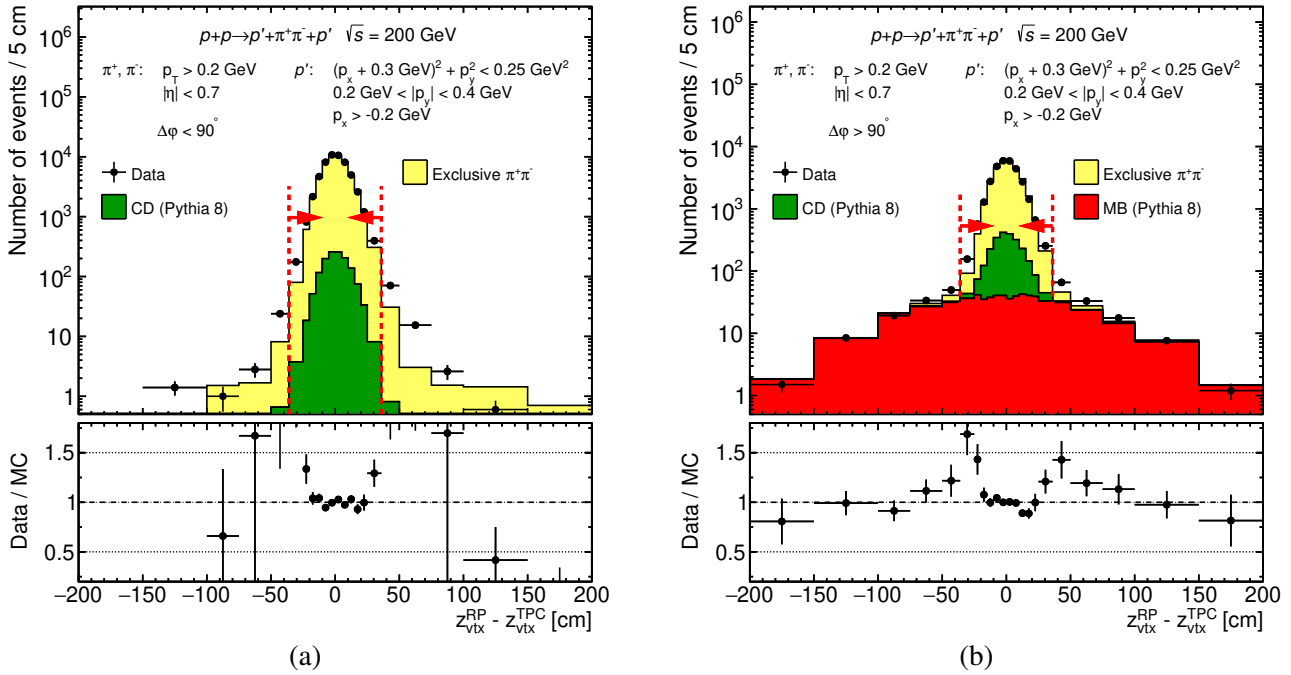 p+p→p′+π⁺π⁻+p′ √s = 200 GeV
π⁺, π⁻: p_T > 0.2 GeV p′: (p_x + 0.3 GeV)² + p_y² < 0.25 GeV²
|η| < 0.7 0.2 GeV < |p_y| < 0.4 GeV
p_x > -0.2 GeV
Δφ < 90°
Data Exclusive π⁺π⁻
CD (Pythia 8)
Number of events / 5 cm
10⁶
10⁵
10⁴
10³
10²
10
1
Data / MC
1.5
1
0.5
−200 −150 −100 −50 0 50 100 150 200
z_vtx^RP - z_vtx^TPC [cm]
(a)
p+p→p′+π⁺π⁻+p′ √s = 200 GeV
π⁺, π⁻: p_T > 0.2 GeV p′: (p_x + 0.3 GeV)² + p_y² < 0.25 GeV²
|η| < 0.7 0.2 GeV < |p_y| < 0.4 GeV
p_x > -0.2 GeV
Δφ > 90°
Data Exclusive π⁺π⁻
CD (Pythia 8) MB (Pythia 8)
Number of events / 5 cm
10⁶
10⁵
10⁴
10³
10²
10
1
Data / MC
1.5
1
0.5
−200 −150 −100 −50 0 50 100 150 200
z_vtx^RP - z_vtx^TPC [cm]
(b)